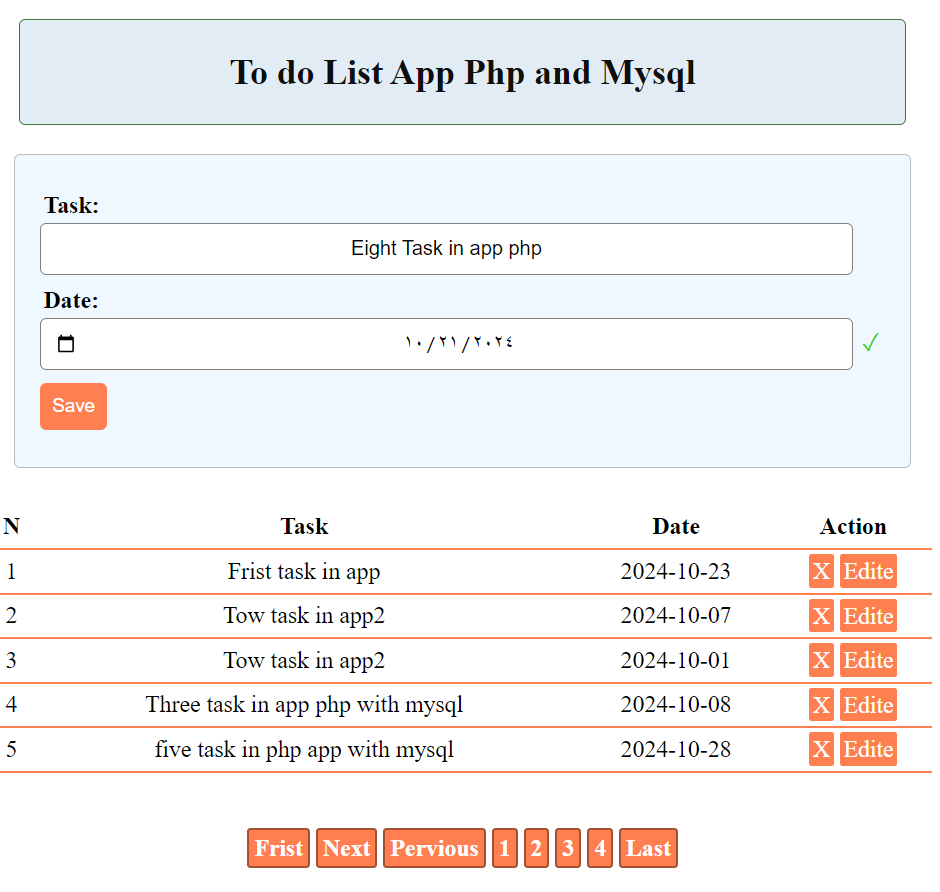 To do List App Php and Mysql
Task:
Eight Task in app php
Date:
١٠/٢١/٢٠٢٤
Save
N Task Date Action
1 Frist task in app 2024-10-23 X Edite
2 Tow task in app2 2024-10-07 X Edite
3 Tow task in app2 2024-10-01 X Edite
4 Three task in app php with mysql 2024-10-08 X Edite
5 five task in php app with mysql 2024-10-28 X Edite
Frist Next Pervious 1 2 3 4 Last